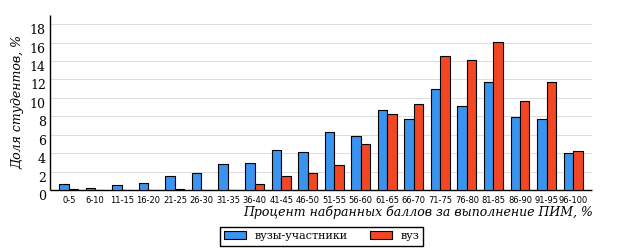 Доля студентов, %
18
16
14
12
10
8
6
4
2
0
0-5 6-10 11-15 16-20 21-25 26-30 31-35 36-40 41-45 46-50 51-55 56-60 61-65 66-70 71-75 76-80 81-85 86-90 91-95 96-100
Процент набранных баллов за выполнение ПИМ, %
вузы-участники вуз